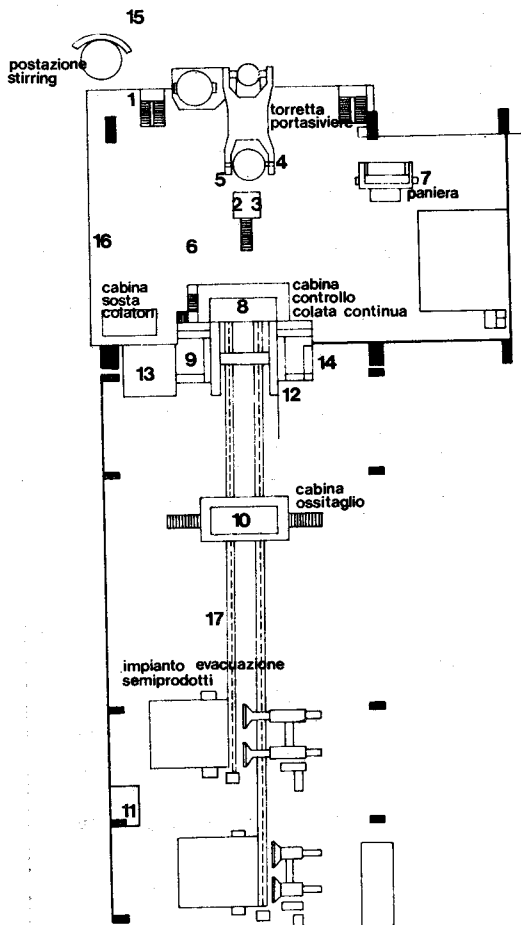 15
postazione
stirring
1
torretta
portasiviere
5
4
2 3
7
paniera
16
6
cabina
sosta
colatori
cabina
controllo
colata continua
8
13
9
14
12
cabina
ossitaglio
10
17
impianto evacuazione
semiprodotti
11